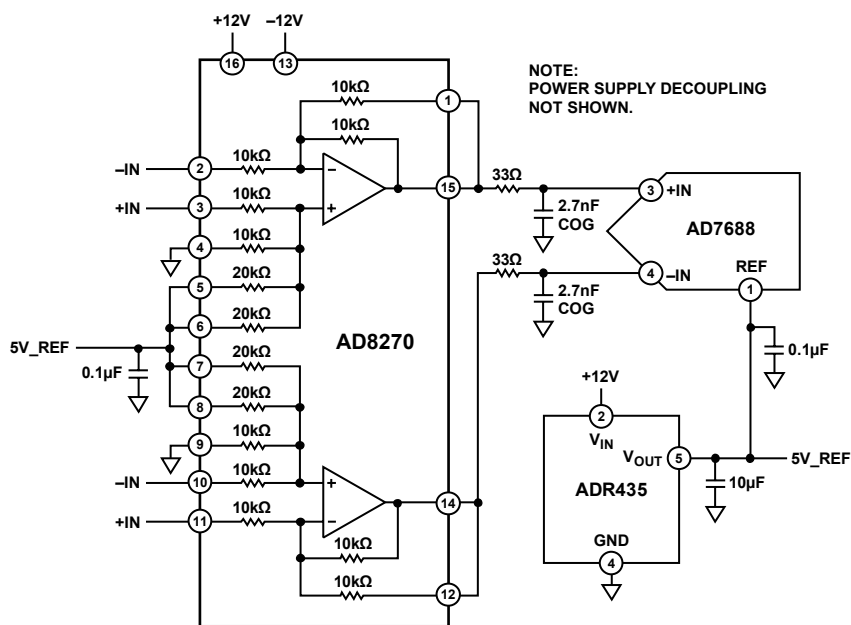 +12V
–12V
16
13
NOTE:
POWER SUPPLY DECOUPLING
NOT SHOWN.
10kΩ
1
10kΩ
–IN
2
10kΩ
–
+IN
3
10kΩ
+
15
33Ω
3
+IN
2.7nF
COG
AD7688
4
10kΩ
5
20kΩ
33Ω
4
–IN
REF
1
6
20kΩ
2.7nF
COG
AD8270
5V_REF
0.1µF
7
20kΩ
0.1µF
8
20kΩ
+12V
9
10kΩ
2
VIN
VOUT
5
5V_REF
–IN
10
10kΩ
+
14
ADR435
10µF
+IN
11
10kΩ
–
10kΩ
GND
4
10kΩ
12